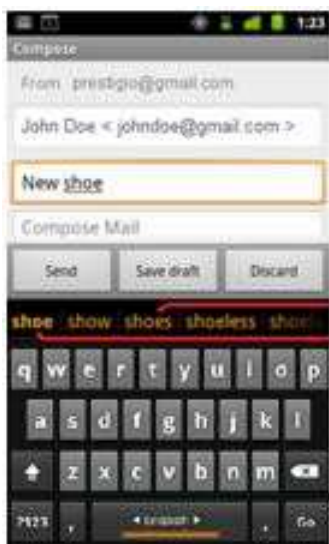 1:23
Compose
From prestigio@gmail.com
John Doe < johndoe@gmail.com >
New shoe
Compose Mail
Send Save draft Discard
shoe show shoes shoeless
q w e r t y u i o p
a s d f g h j k l
z x c v b n m
?123 , English . Go